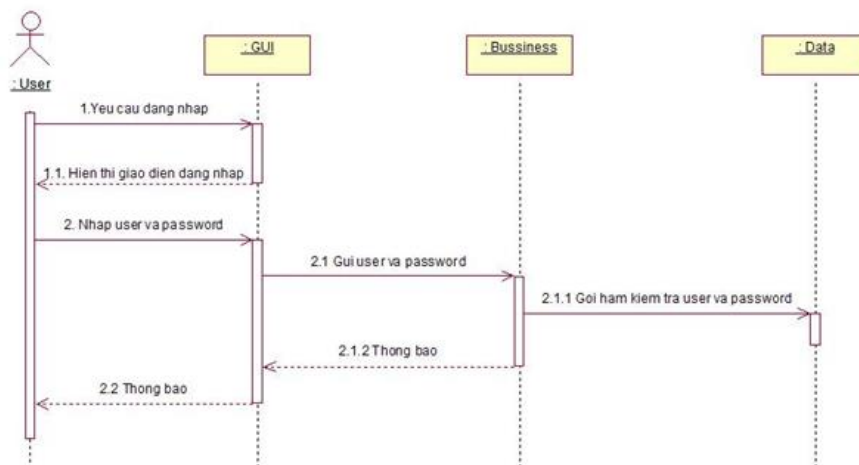 : GUI
: Bussiness
: Data
: User
1.Yeu cau dang nhap
1.1. Hien thi giao dien dang nhap
2. Nhap user va password
2.1 Gui user va password
2.1.1 Goi ham kiem tra user va password
2.1.2 Thong bao
2.2 Thong bao